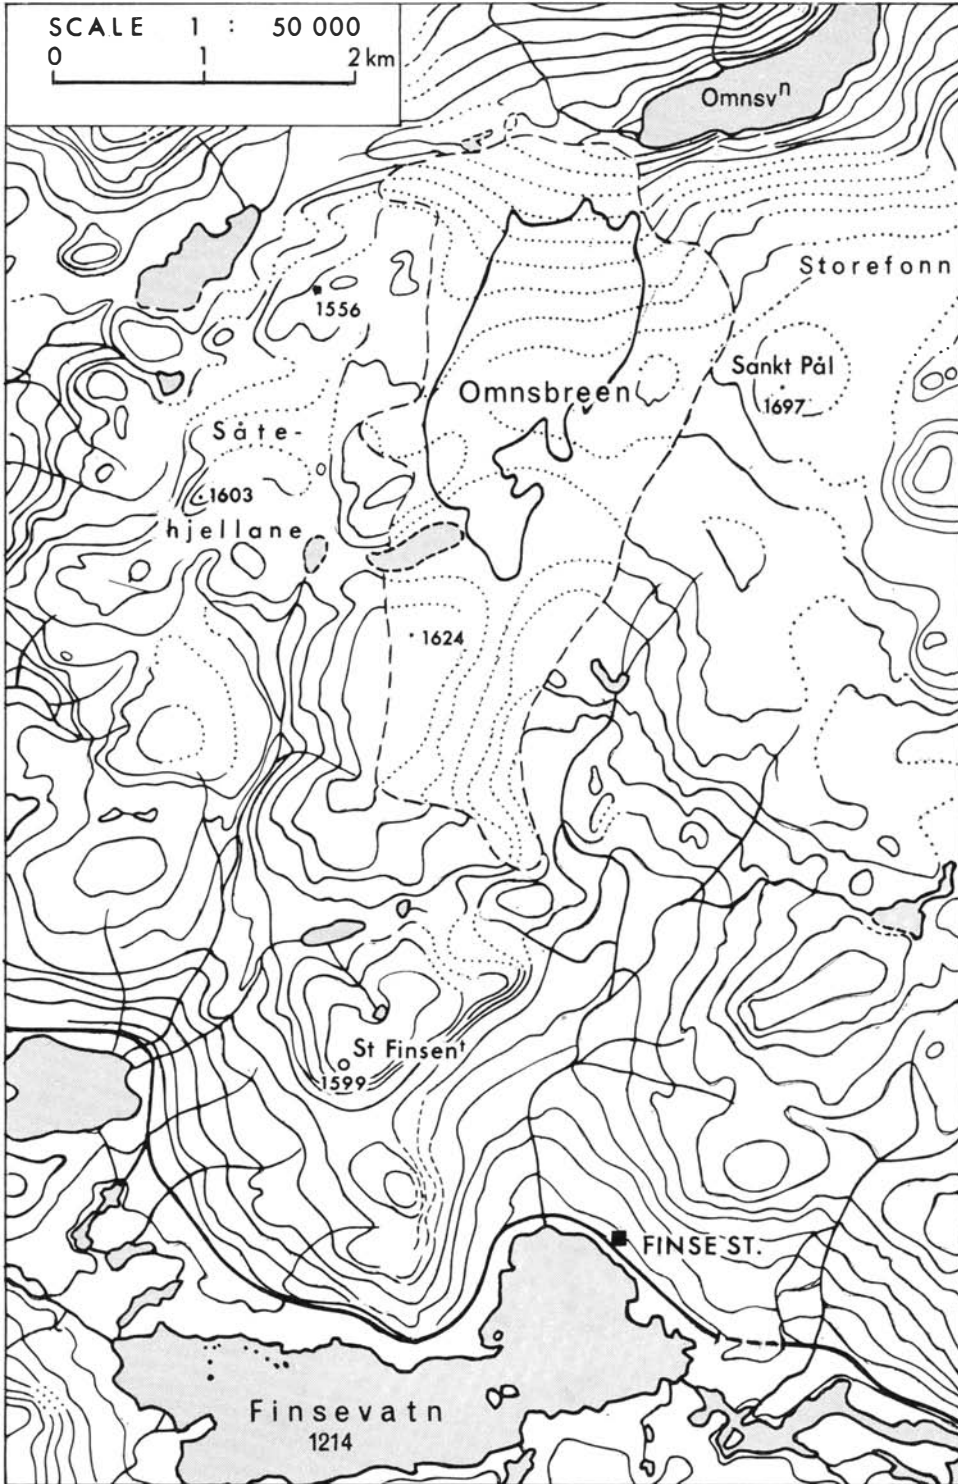 SCALE 1 : 50 000
0 1 2 km
Omnsvⁿ
Storefonn
1556
Sankt Pål
1697
Omnsbreen
Såte-
1603
hjellane
1624
St Finsenᵗ
1599
FINSE ST.
Finsevatn
1214